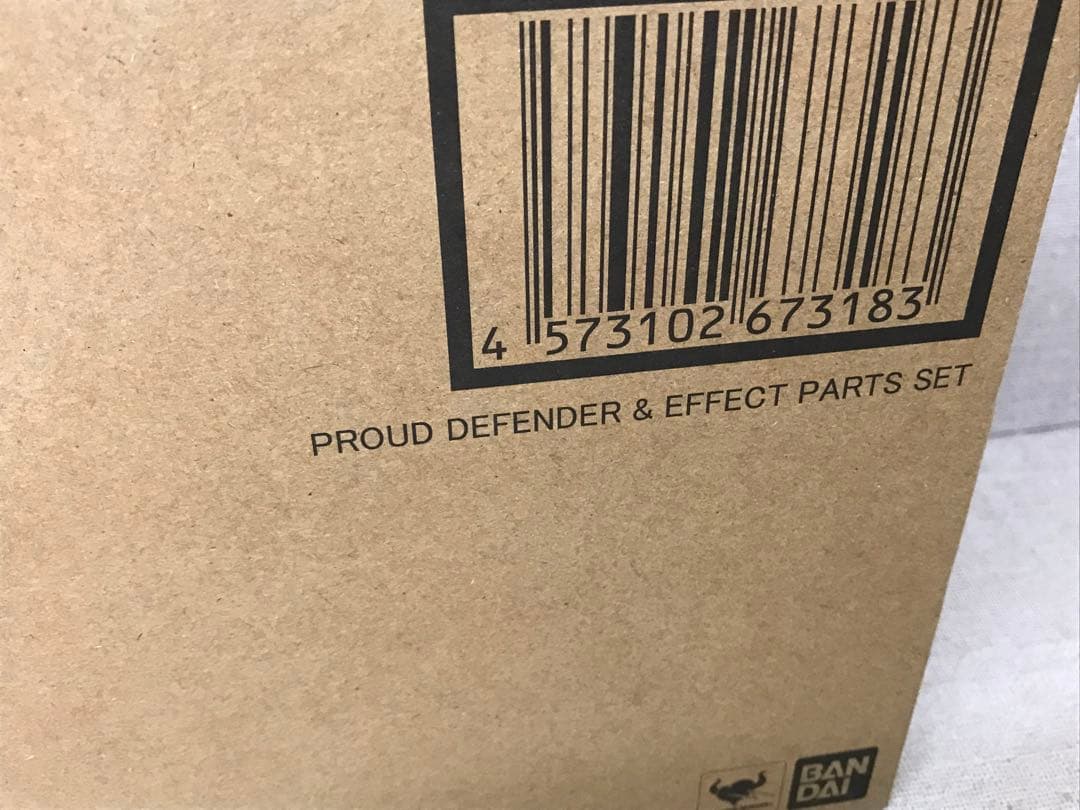 4 573102 673183
PROUD DEFENDER & EFFECT PARTS SET
BAN
DAI